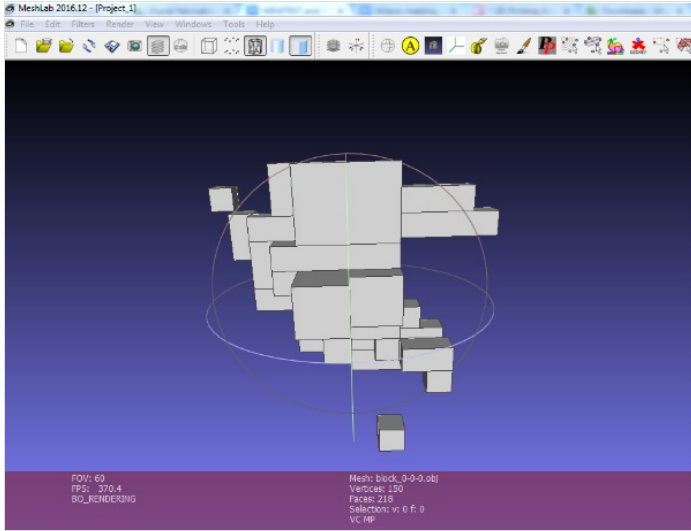 MeshLab 2016.12 - [Project_1]
File Edit Filters Render View Windows Tools Help
A
FOV: 60
FPS: 370.4
BO_RENDERING
Mesh: block_0-0-0.obj
Vertices: 150
Faces: 218
Selection: v: 0 f: 0
VC MP